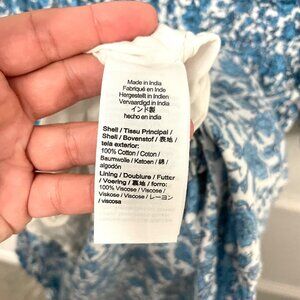 Made in India
Fabriqué en Inde
Hergestellt in Indien
Vervaardigd in India
インド製
hecho en india
Shell / Tissu Principal /
Shell / Bovenstof / 表地 /
tela exterior:
100% Cotton / Coton /
Baumwolle / Katoen / 綿 /
algodón
Lining / Doublure / Futter
/ Voering / 裏地 / forro:
100% Viscose / Viscose /
Viskose / Viscose / レーヨン
/ viscosa